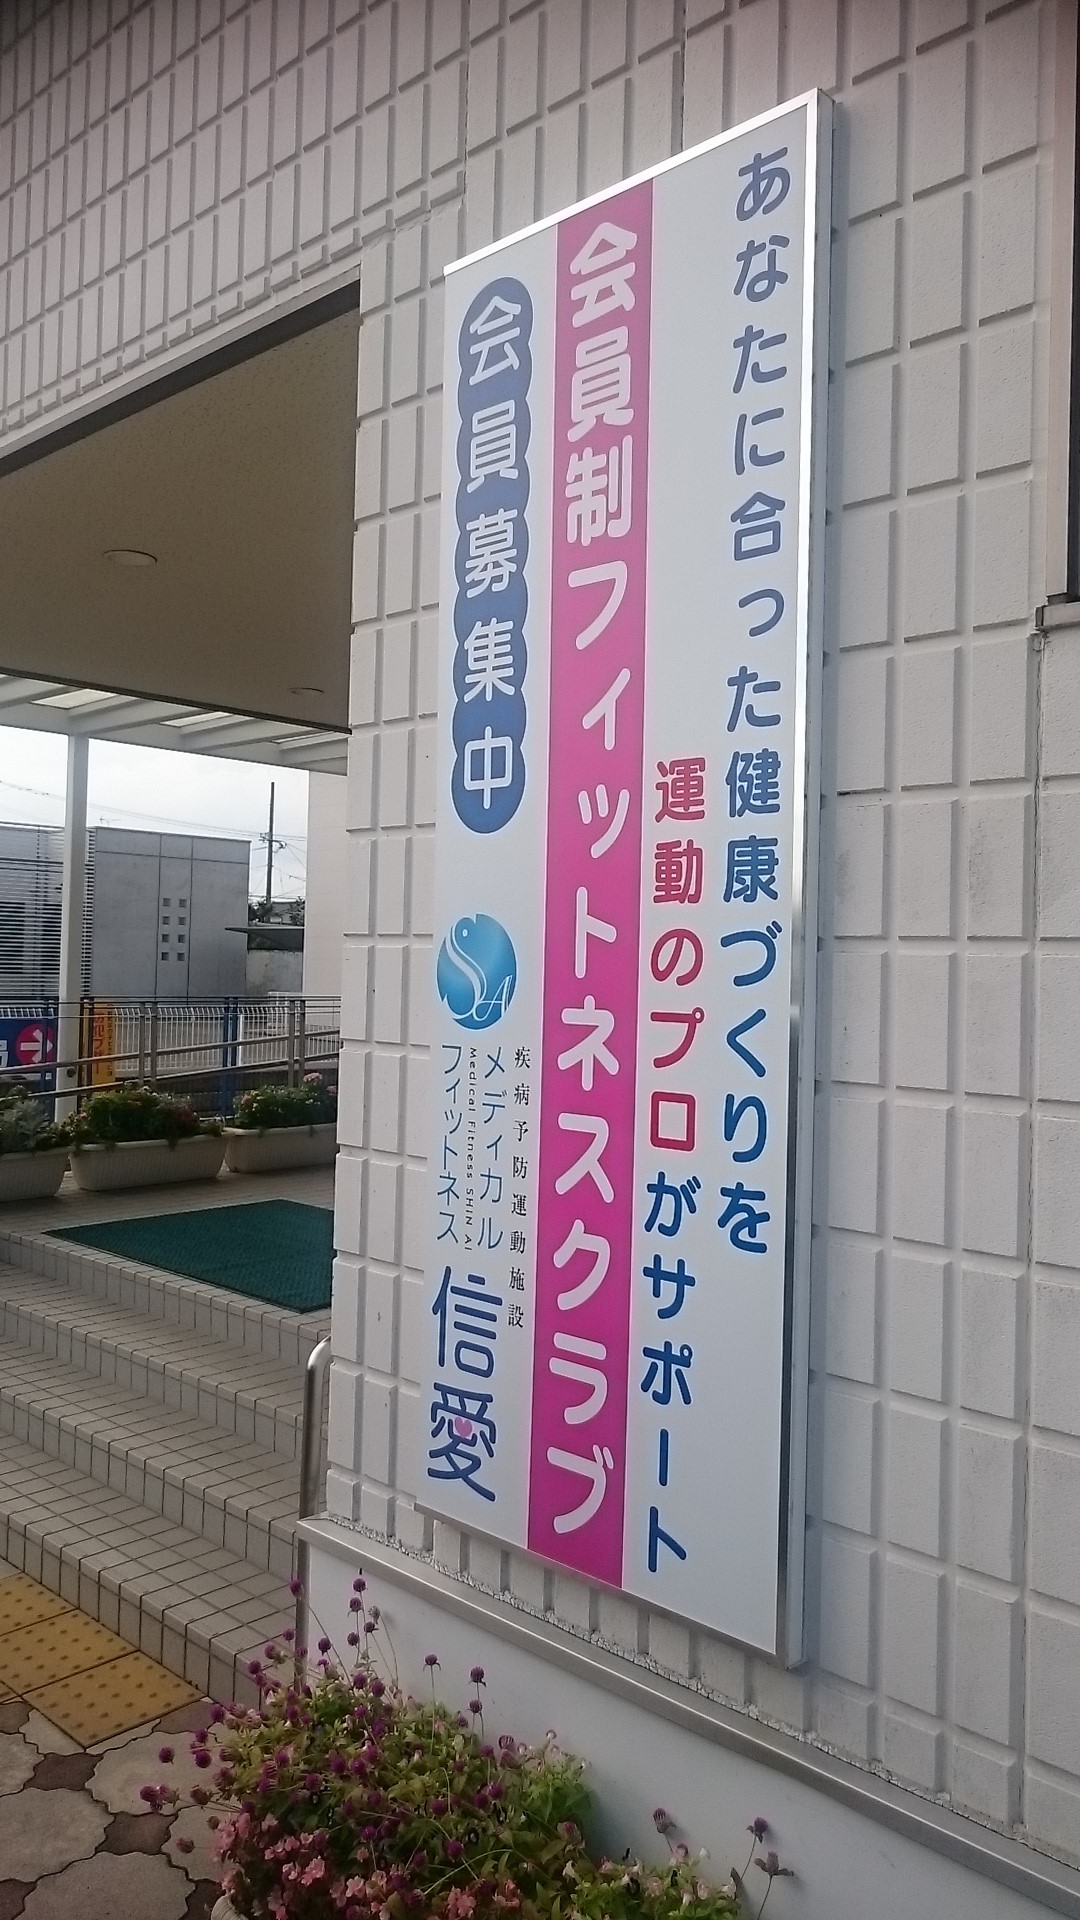 あなたに合った健康づくりを
運動のプロがサポート
会員制フィットネスクラブ
会員募集中
SA
疾病予防運動施設
メディカル
Medical Fitness SHIN AI
フィットネス
信愛